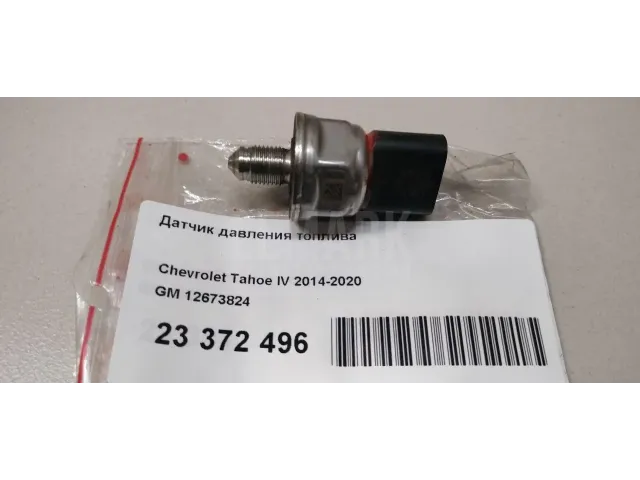 Датчик давления топлива
Chevrolet Tahoe IV 2014-2020
GM 12673824
23 372 496